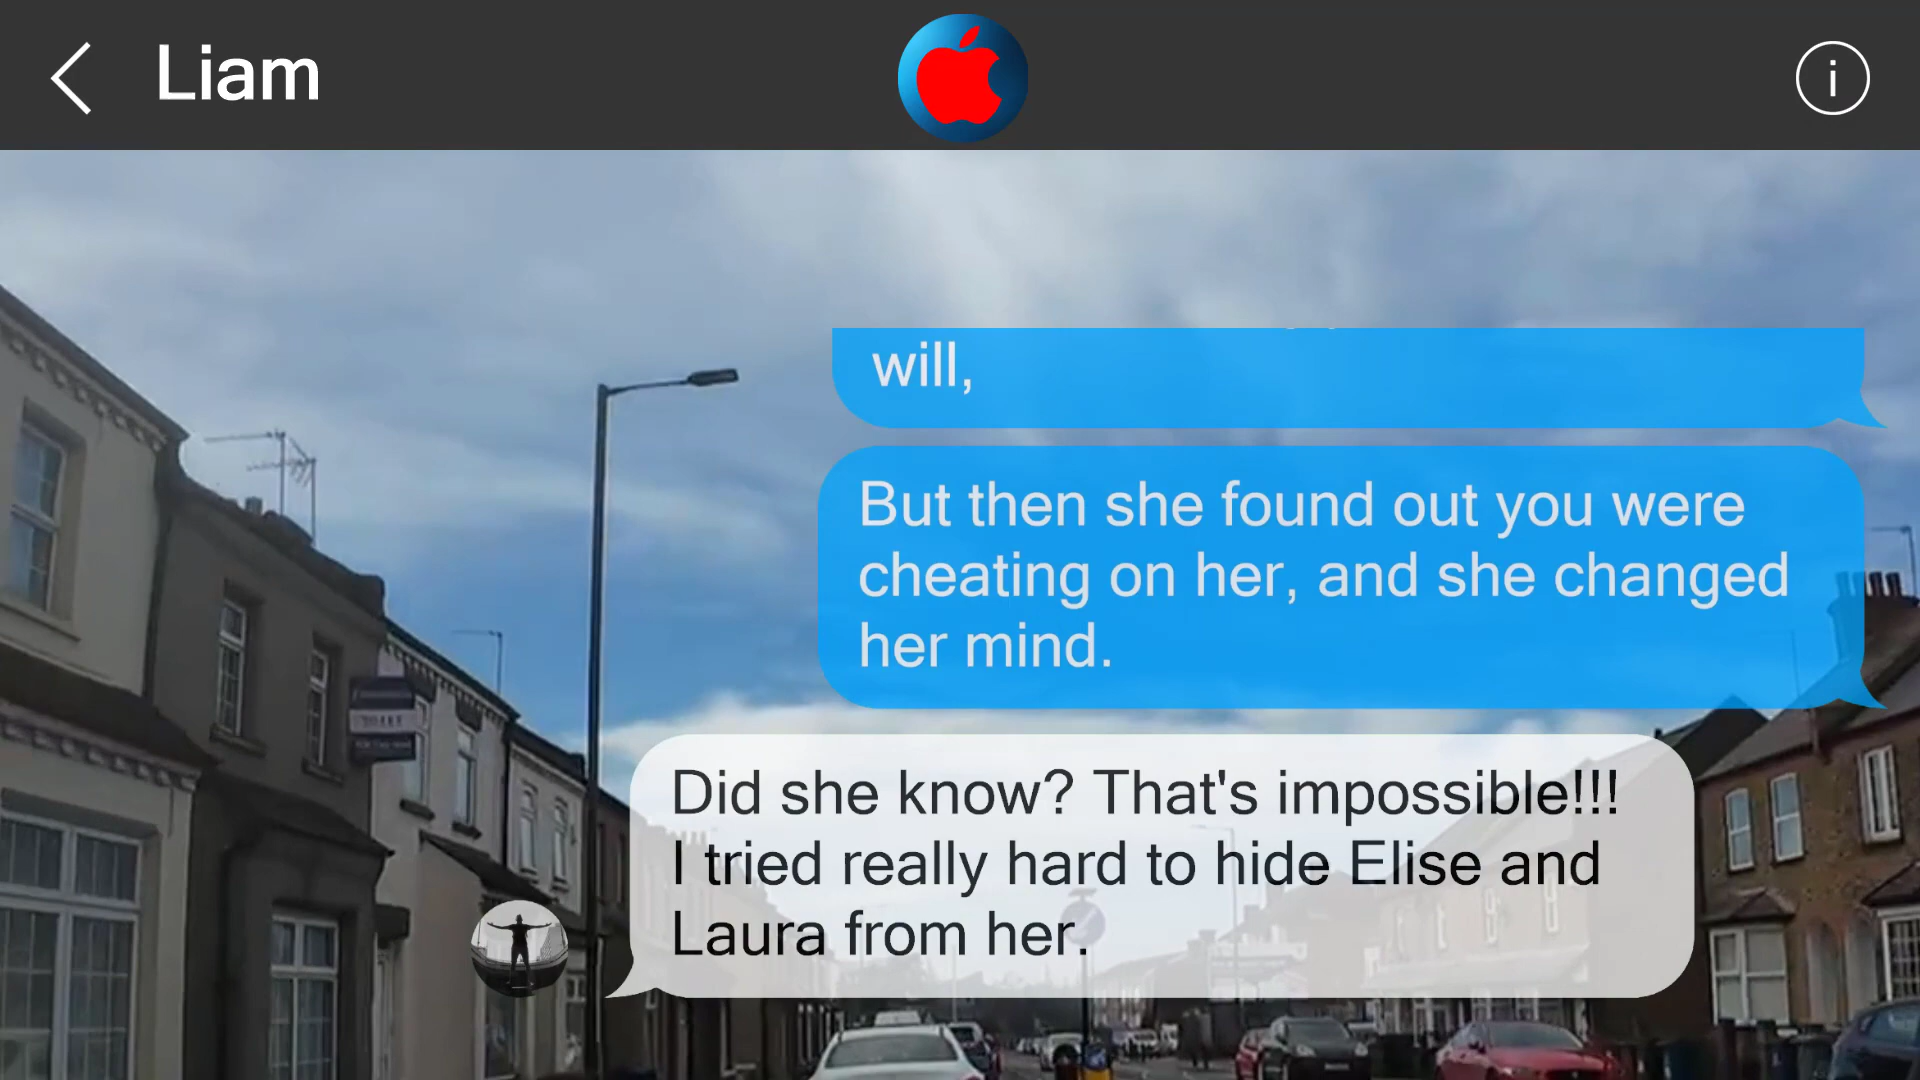 Liam
will,
But then she found out you were
cheating on her, and she changed
her mind.
Did she know? That's impossible!!!
I tried really hard to hide Elise and
Laura from her.